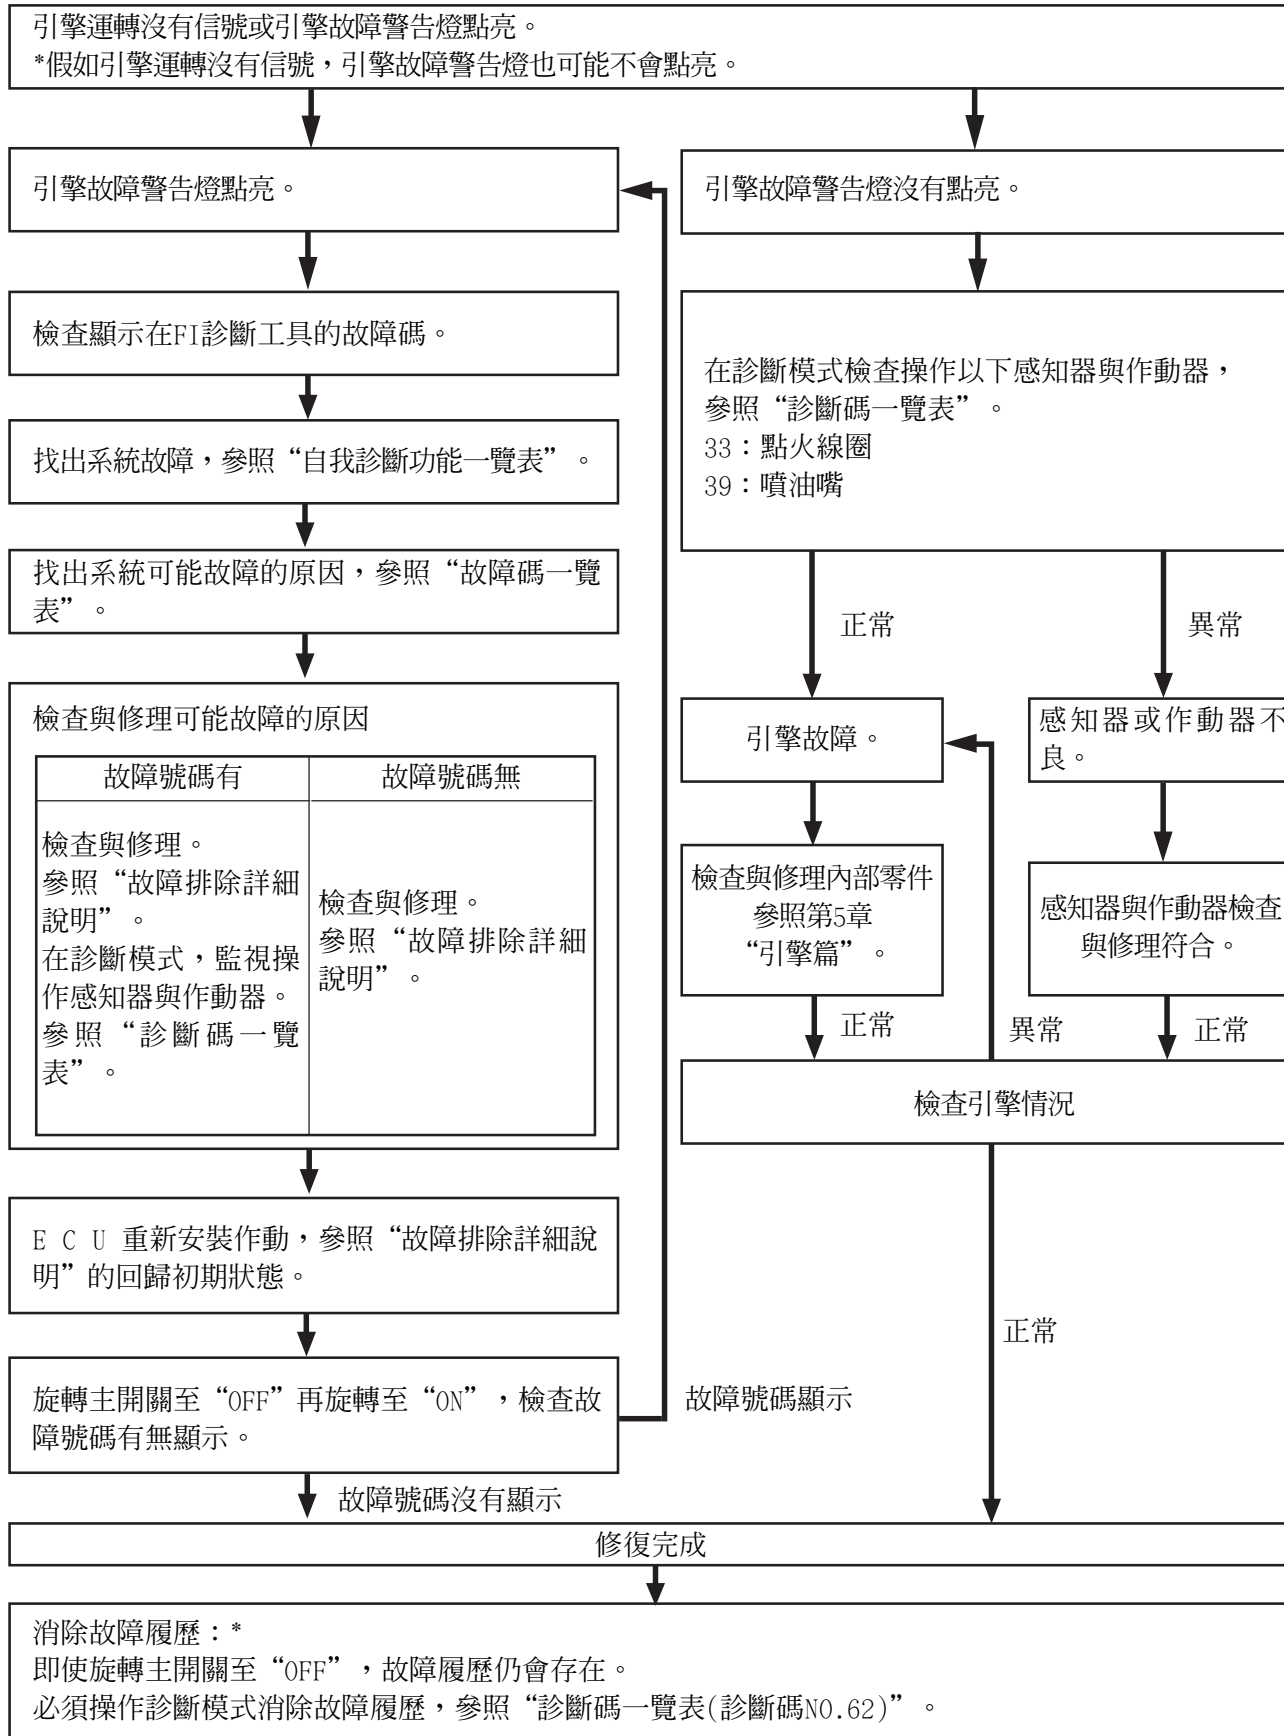 引擎運轉沒有信號或引擎故障警告燈點亮。
*假如引擎運轉沒有信號，引擎故障警告燈也可能不會點亮。
引擎故障警告燈點亮。
檢查顯示在FI診斷工具的故障碼。
找出系統故障，參照“自我診斷功能一覽表”。
找出系統可能故障的原因，參照“故障碼一覽
表”。
檢查與修理可能故障的原因
故障號碼有
檢查與修理。
參照“故障排除詳細
說明”。
在診斷模式，監視操
作感知器與作動器。
參照“診斷碼一覽
表”。
故障號碼無
檢查與修理。
參照“故障排除詳細
說明”。
E C U 重新安裝作動，參照“故障排除詳細說
明”的回歸初期狀態。
旋轉主開關至“OFF”再旋轉至“ON”，檢查故
障號碼有無顯示。
故障號碼顯示
故障號碼沒有顯示
引擎故障警告燈沒有點亮。
在診斷模式檢查操作以下感知器與作動器，
參照“診斷碼一覽表”。
33：點火線圈
39：噴油嘴
正常
異常
引擎故障。
感知器或作動器不
良。
檢查與修理內部零件
參照第5章
“引擎篇”。
感知器與作動器檢查
與修理符合。
正常
異常
正常
檢查引擎情況
正常
修復完成
消除故障履歷：*
即使旋轉主開關至“OFF”，故障履歷仍會存在。
必須操作診斷模式消除故障履歷，參照“診斷碼一覽表(診斷碼NO.62)”。